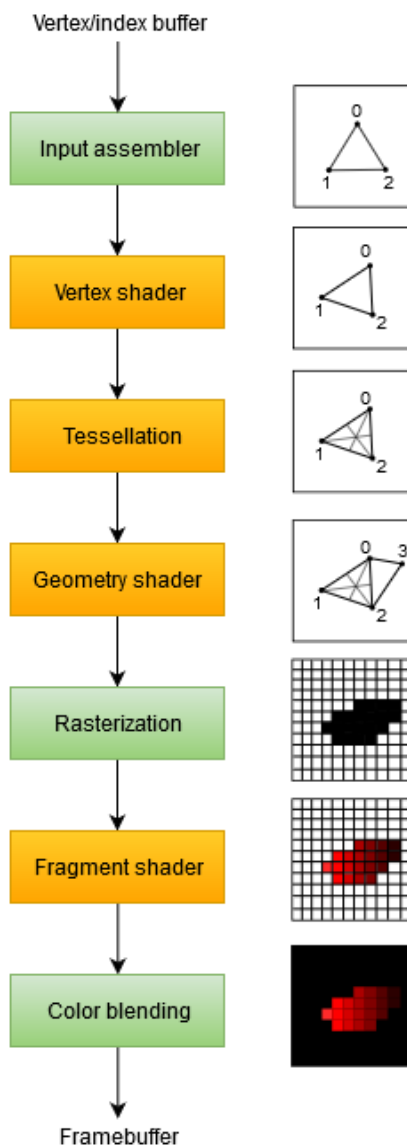 Vertex/index buffer
Input assembler
0
1
2
Vertex shader
0
1
2
Tessellation
0
1
2
Geometry shader
0
3
1
2
Rasterization
Fragment shader
Color blending
Framebuffer